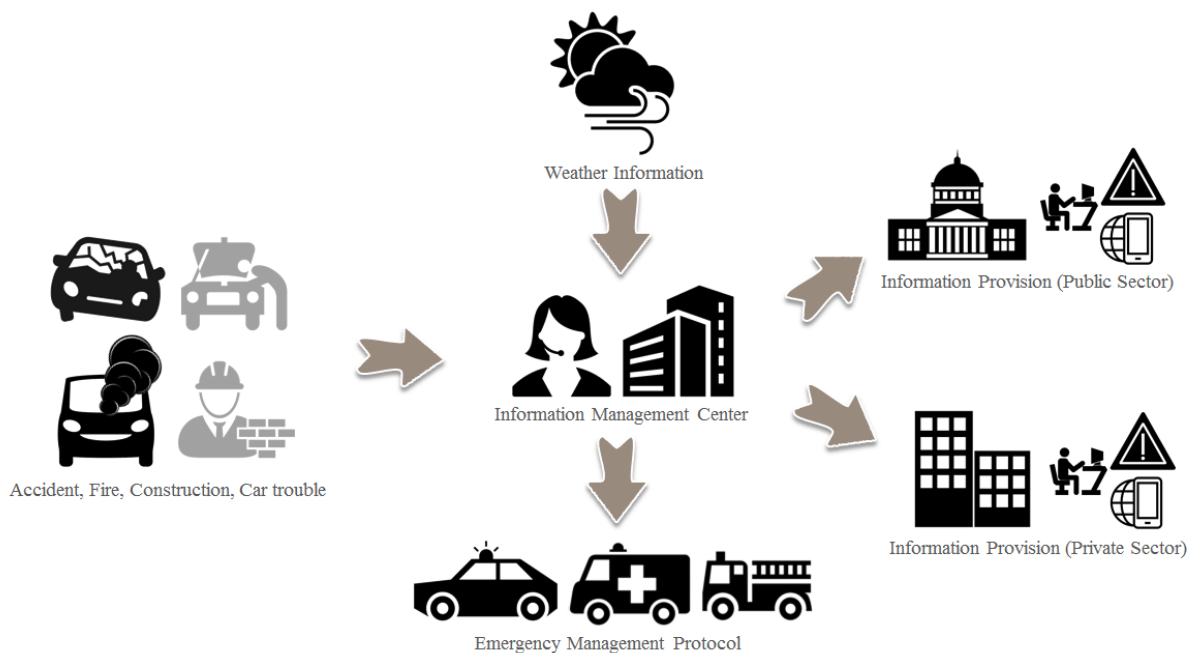 Weather Information
Information Provision (Public Sector)
Information Management Center
Accident, Fire, Construction, Car trouble
Information Provision (Private Sector)
Emergency Management Protocol